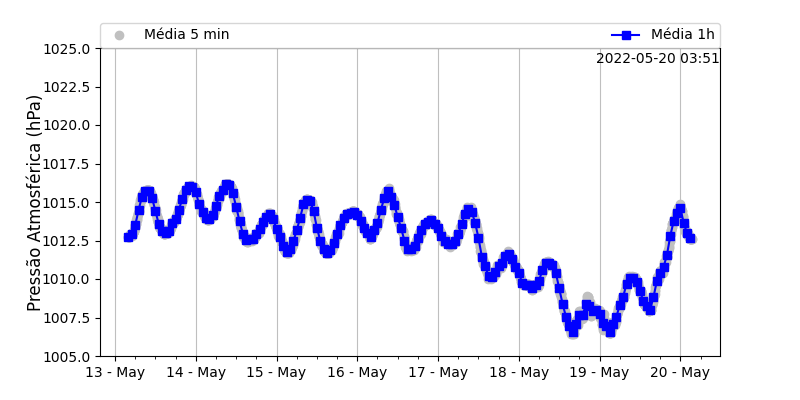 Média 5 min
Média 1h
2022-05-20 03:51
Pressão Atmosférica (hPa)
1025.0
1022.5
1020.0
1017.5
1015.0
1012.5
1010.0
1007.5
1005.0
13 - May
14 - May
15 - May
16 - May
17 - May
18 - May
19 - May
20 - May